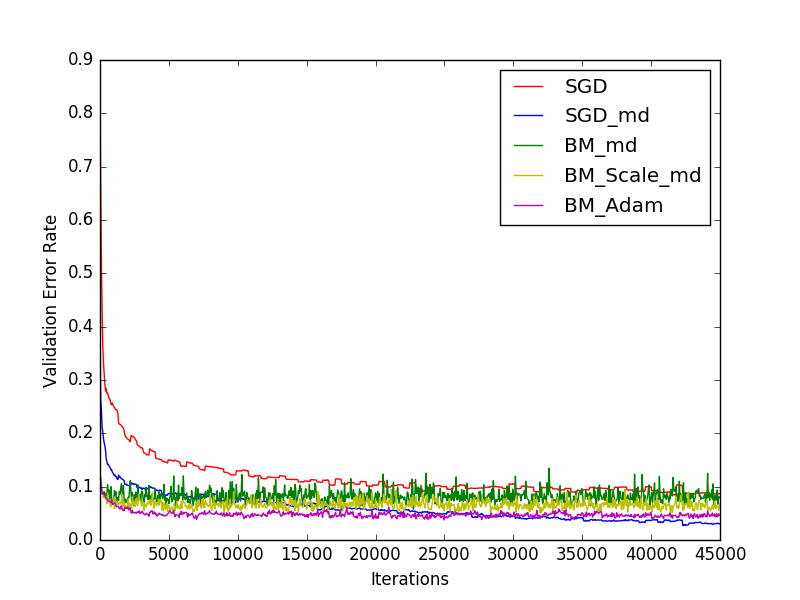 0.9
0.8
0.7
0.6
0.5
0.4
0.3
0.2
0.1
0.0
Validation Error Rate
SGD
SGD_md
BM_md
BM_Scale_md
BM_Adam
0 5000 10000 15000 20000 25000 30000 35000 40000 45000
Iterations